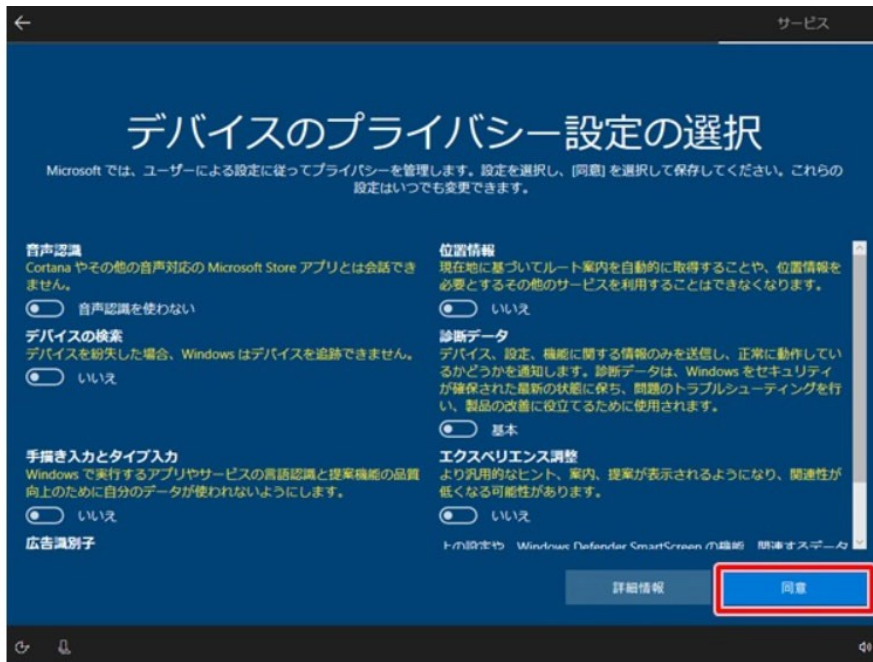 サービス
デバイスのプライバシー設定の選択
Microsoft では、ユーザーによる設定に従ってプライバシーを管理します。設定を選択し、[同意] を選択して保存してください。これらの
設定はいつでも変更できます。
音声認識
Cortana やその他の音声対応の Microsoft Store アプリとは会話でき
ません。
音声認識を使わない
デバイスの検索
デバイスを紛失した場合、Windows はデバイスを追跡できません。
いいえ
手描き入力とタイプ入力
Windows で実行するアプリやサービスの言語認識と提案機能の品質
向上のために自分のデータが使われないようにします。
いいえ
広告識別子
位置情報
現在地に基づいてルート案内を自動的に取得することや、位置情報を
必要とするその他のサービスを利用することはできなくなります。
いいえ
診断データ
デバイス、設定、機能に関する情報のみを送信し、正常に動作してい
るかどうかを通知します。診断データは、Windows をセキュリティ
が確保された最新の状態に保ち、問題のトラブルシューティングを行
い、製品の改善に役立てるために使用されます。
基本
エクスペリエンス調整
より汎用的なヒント、案内、提案が表示されるようになり、関連性が
低くなる可能性があります。
いいえ
上の設定や、Windows Defender SmartScreen の機能、関連するデータ
詳細情報
同意